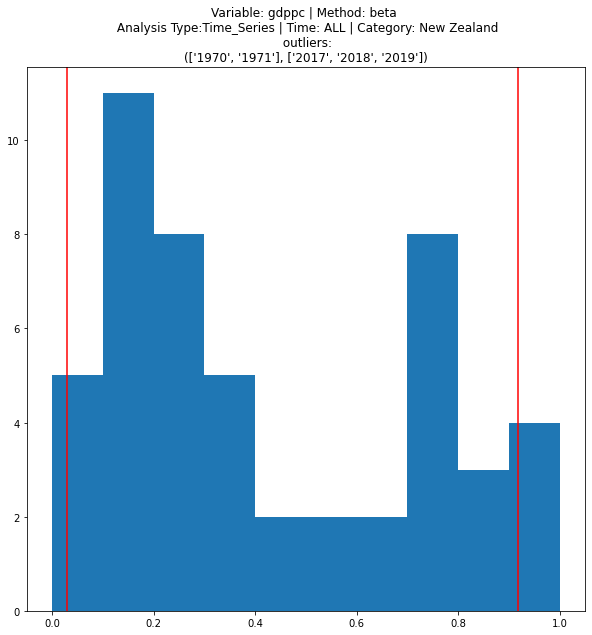 Variable: gdppc | Method: beta
Analysis Type:Time_Series | Time: ALL | Category: New Zealand
outliers:
(['1970', '1971'], ['2017', '2018', '2019'])
10
8
6
4
2
0
0.0 0.2 0.4 0.6 0.8 1.0